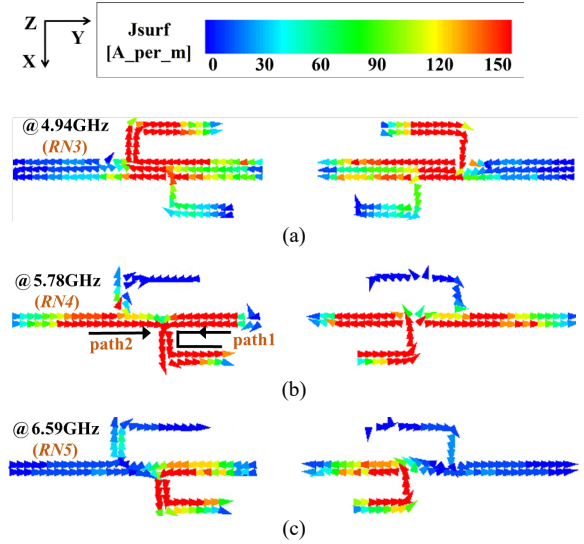 Z
Y
X
Jsurf
[A_per_m]
0 30 60 90 120 150
@4.94GHz
(RN3)
(a)
@5.78GHz
(RN4)
path2
path1
(b)
@6.59GHz
(RN5)
(c)